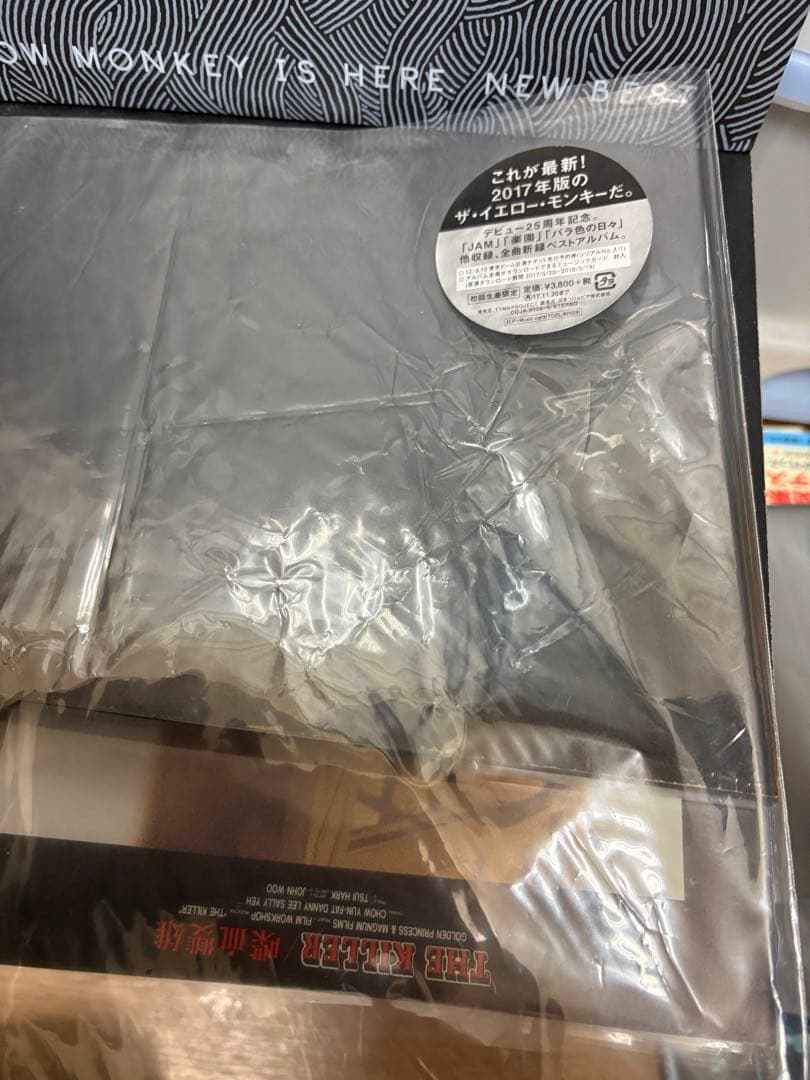 OW MONKEY IS HERE. NEW BEST
これが最新!
2017年版の
ザ・イエロー・モンキーだ。
デビュー25周年記念。
「JAM」「楽園」「バラ色の日々」
他収録、全曲新録ベストアルバム。
初回生産限定 定価:¥3,800+税
THE KILLER 喋血雙雄
GOLDEN PRINCESS & MAGNUM FILMS FILM WORKSHOP "THE KILLER"
CHOW YUN-FAT DANNY LEE SALLY YEH
TSUI HARK JOHN WOO